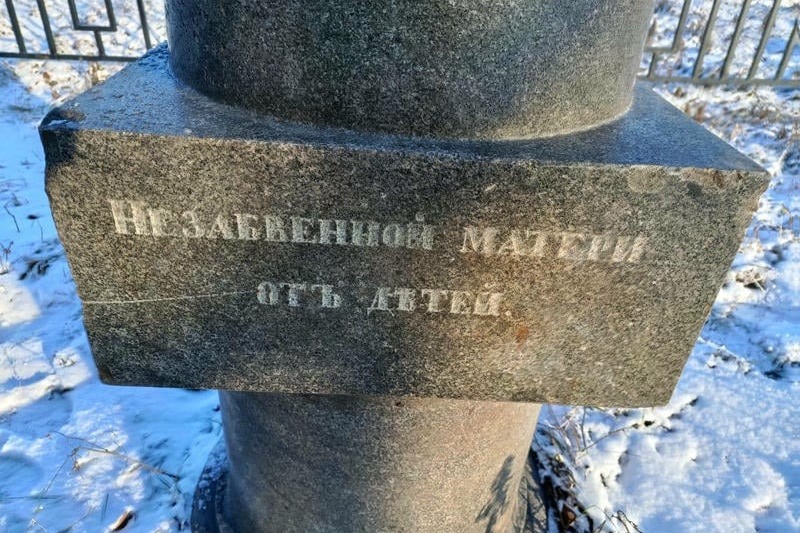 Незабвенной матери
отъ дѣтей.